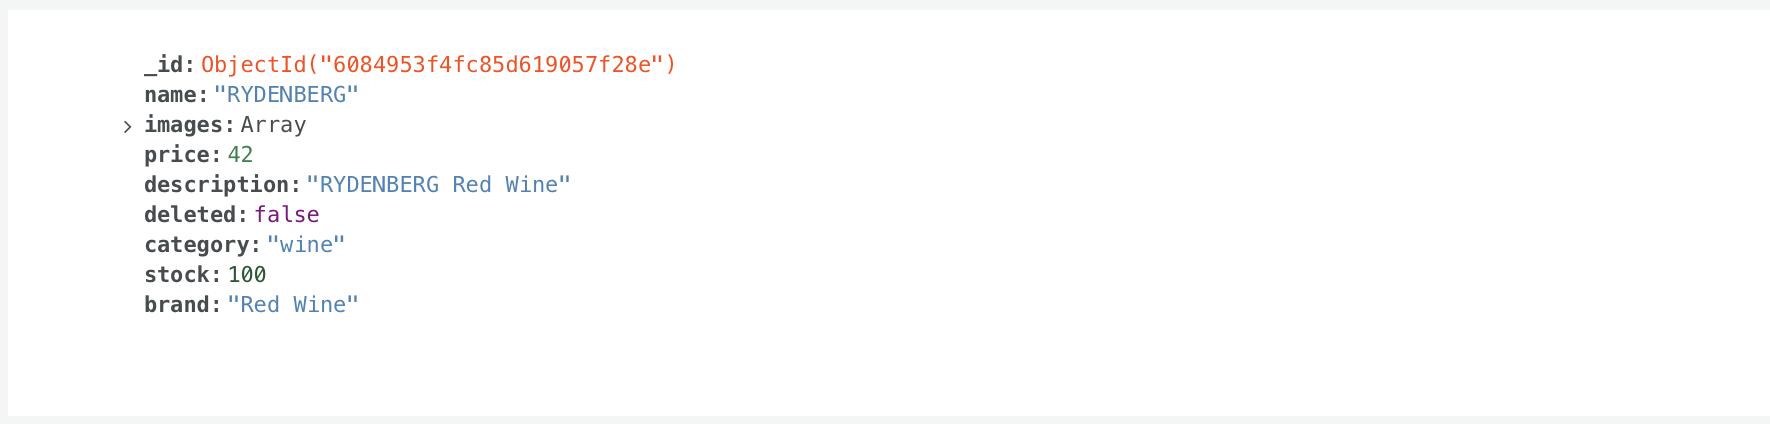 _id: ObjectId("6084953f4fc85d619057f28e")
name: "RYDENBERG"
> images: Array
price: 42
description: "RYDENBERG Red Wine"
deleted: false
category: "wine"
stock: 100
brand: "Red Wine"